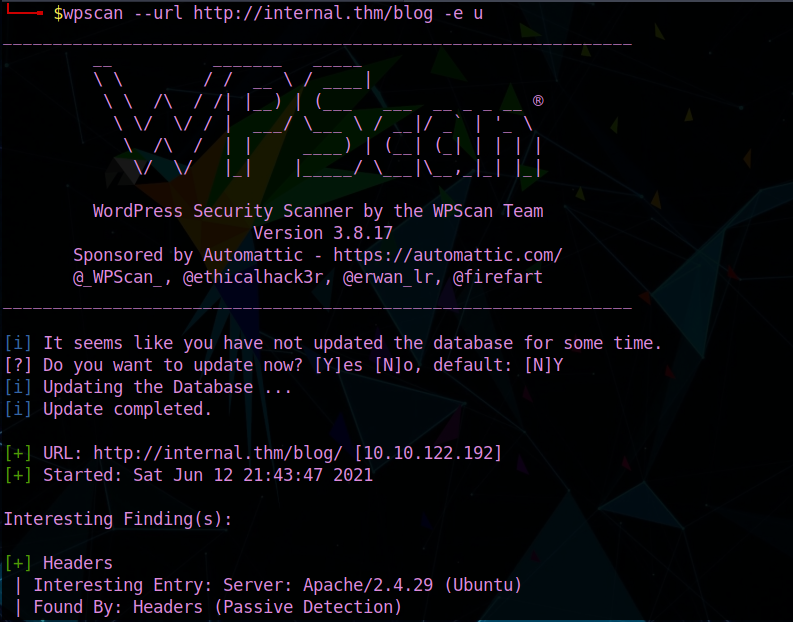 $wpscan --url http://internal.thm/blog -e u
_______________________________________________________________
         __          _______   _____
         \ \        / /  __ \ / ____|
          \ \  /\  / /| |__) | (___   ___  __ _ _ __ ®
           \ \/  \/ / |  ___/ \___ \ / __|/ _` | '_ \
            \  /\  /  | |     ____) | (__| (_| | | | |
             \/  \/   |_|    |_____/ \___|\__,_|_| |_|
         WordPress Security Scanner by the WPScan Team
                         Version 3.8.17
       Sponsored by Automattic - https://automattic.com/
       @_WPScan_, @ethicalhack3r, @erwan_lr, @firefart
_______________________________________________________________
[i] It seems like you have not updated the database for some time.
[?] Do you want to update now? [Y]es [N]o, default: [N]Y
[i] Updating the Database ...
[i] Update completed.
[+] URL: http://internal.thm/blog/ [10.10.122.192]
[+] Started: Sat Jun 12 21:43:47 2021
Interesting Finding(s):
[+] Headers
 | Interesting Entry: Server: Apache/2.4.29 (Ubuntu)
 | Found By: Headers (Passive Detection)